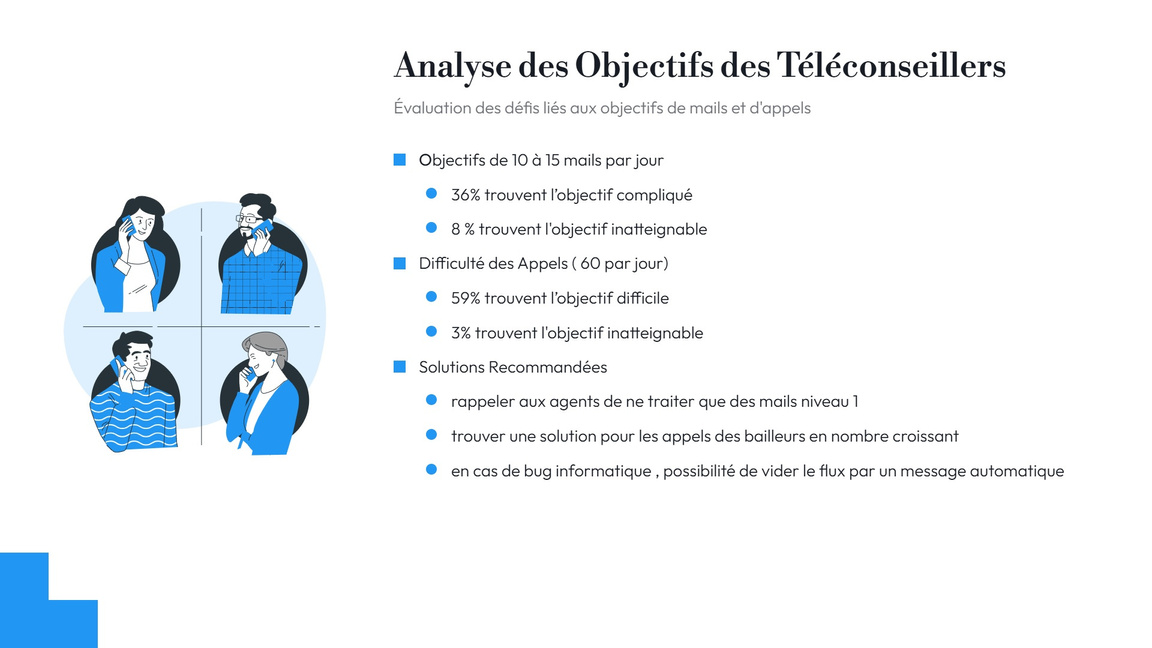 Analyse des Objectifs des Téléconseillers
Évaluation des défis liés aux objectifs de mails et d'appels
Objectifs de 10 à 15 mails par jour
36% trouvent l’objectif compliqué
8 % trouvent l'objectif inatteignable
Difficulté des Appels ( 60 par jour)
59% trouvent l’objectif difficile
3% trouvent l'objectif inatteignable
Solutions Recommandées
rappeler aux agents de ne traiter que des mails niveau 1
trouver une solution pour les appels des bailleurs en nombre croissant
en cas de bug informatique , possibilité de vider le flux par un message automatique